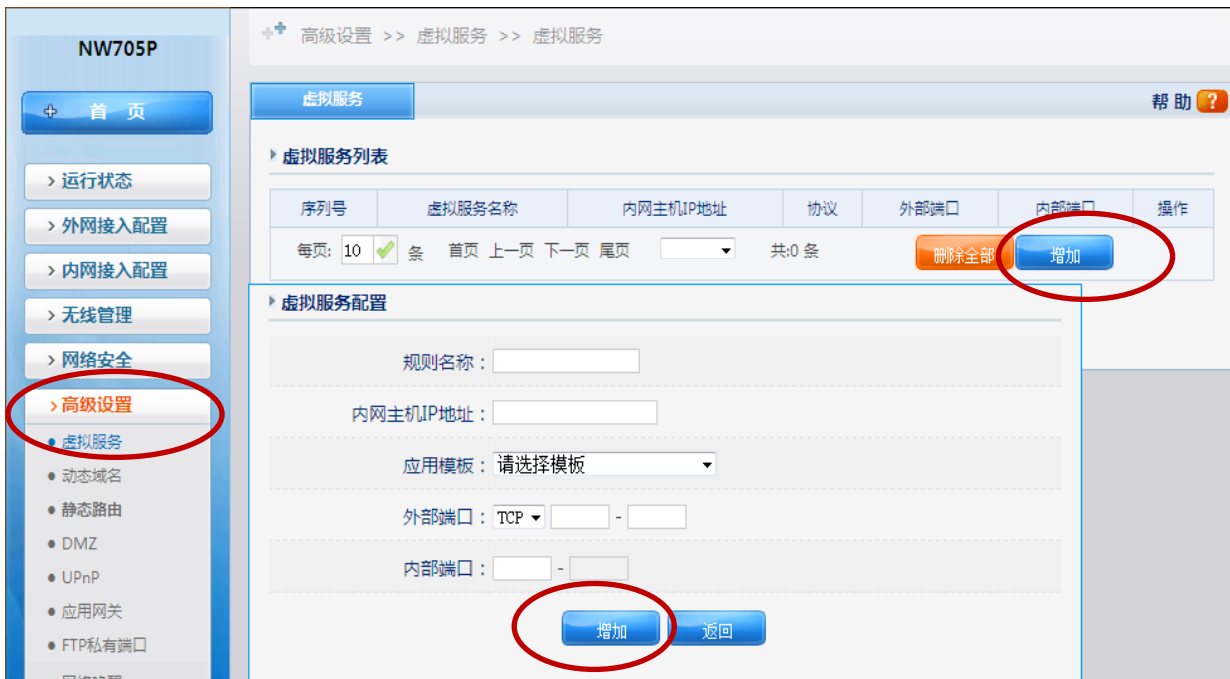 NW705P
首 页
>运行状态
>外网接入配置
>内网接入配置
>无线管理
>网络安全
>高级设置
虚拟服务
动态域名
静态路由
DMZ
UPnP
应用网关
FTP私有端口
高级设置 >> 虚拟服务 >> 虚拟服务
虚拟服务
帮 助 ?
虚拟服务列表
序列号 虚拟服务名称 内网主机IP地址 协议 外部端口 内部端口 操作
每页: 10 条 首页 上一页 下一页 尾页 共:0 条 删除全部 增加
虚拟服务配置
规则名称：
内网主机IP地址：
应用模板：请选择模板
外部端口：TCP -
内部端口： -
增加 返回